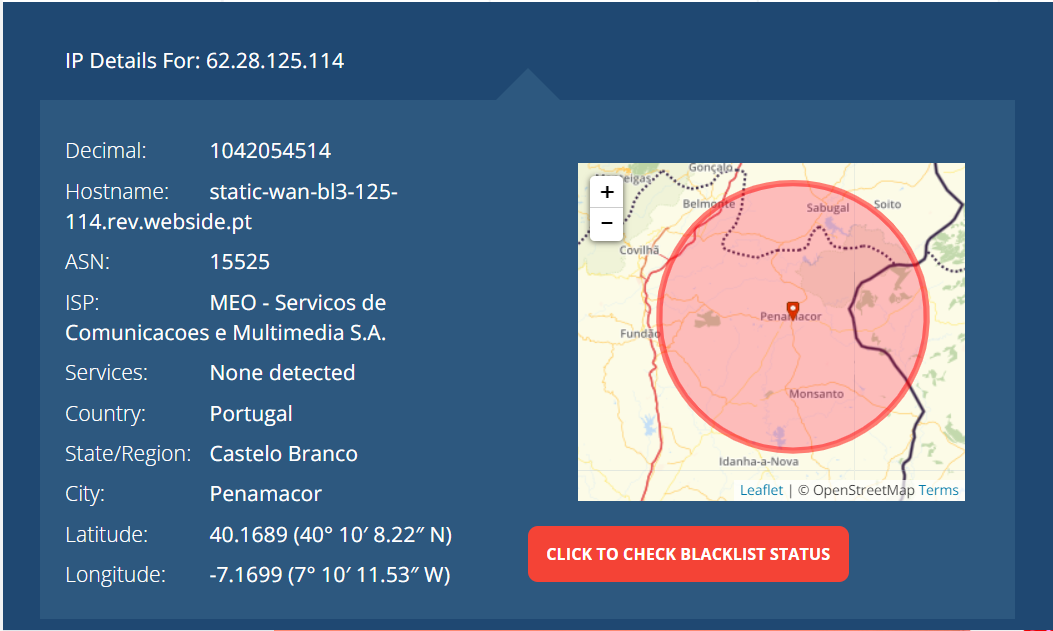 IP Details For: 62.28.125.114
Decimal: 1042054514
Hostname: static-wan-bl3-125-
114.rev.webside.pt
ASN: 15525
ISP: MEO - Servicos de
Comunicacoes e Multimedia S.A.
Services: None detected
Country: Portugal
State/Region: Castelo Branco
City: Penamacor
Latitude: 40.1689 (40° 10′ 8.22″ N)
Longitude: -7.1699 (7° 10′ 11.53″ W)
+
−
Gonçalo
Belmonte
Sabugal
Soito
Covilhã
Penamacor
Fundão
Monsanto
Idanha-a-Nova
Leaflet | © OpenStreetMap Terms
CLICK TO CHECK BLACKLIST STATUS